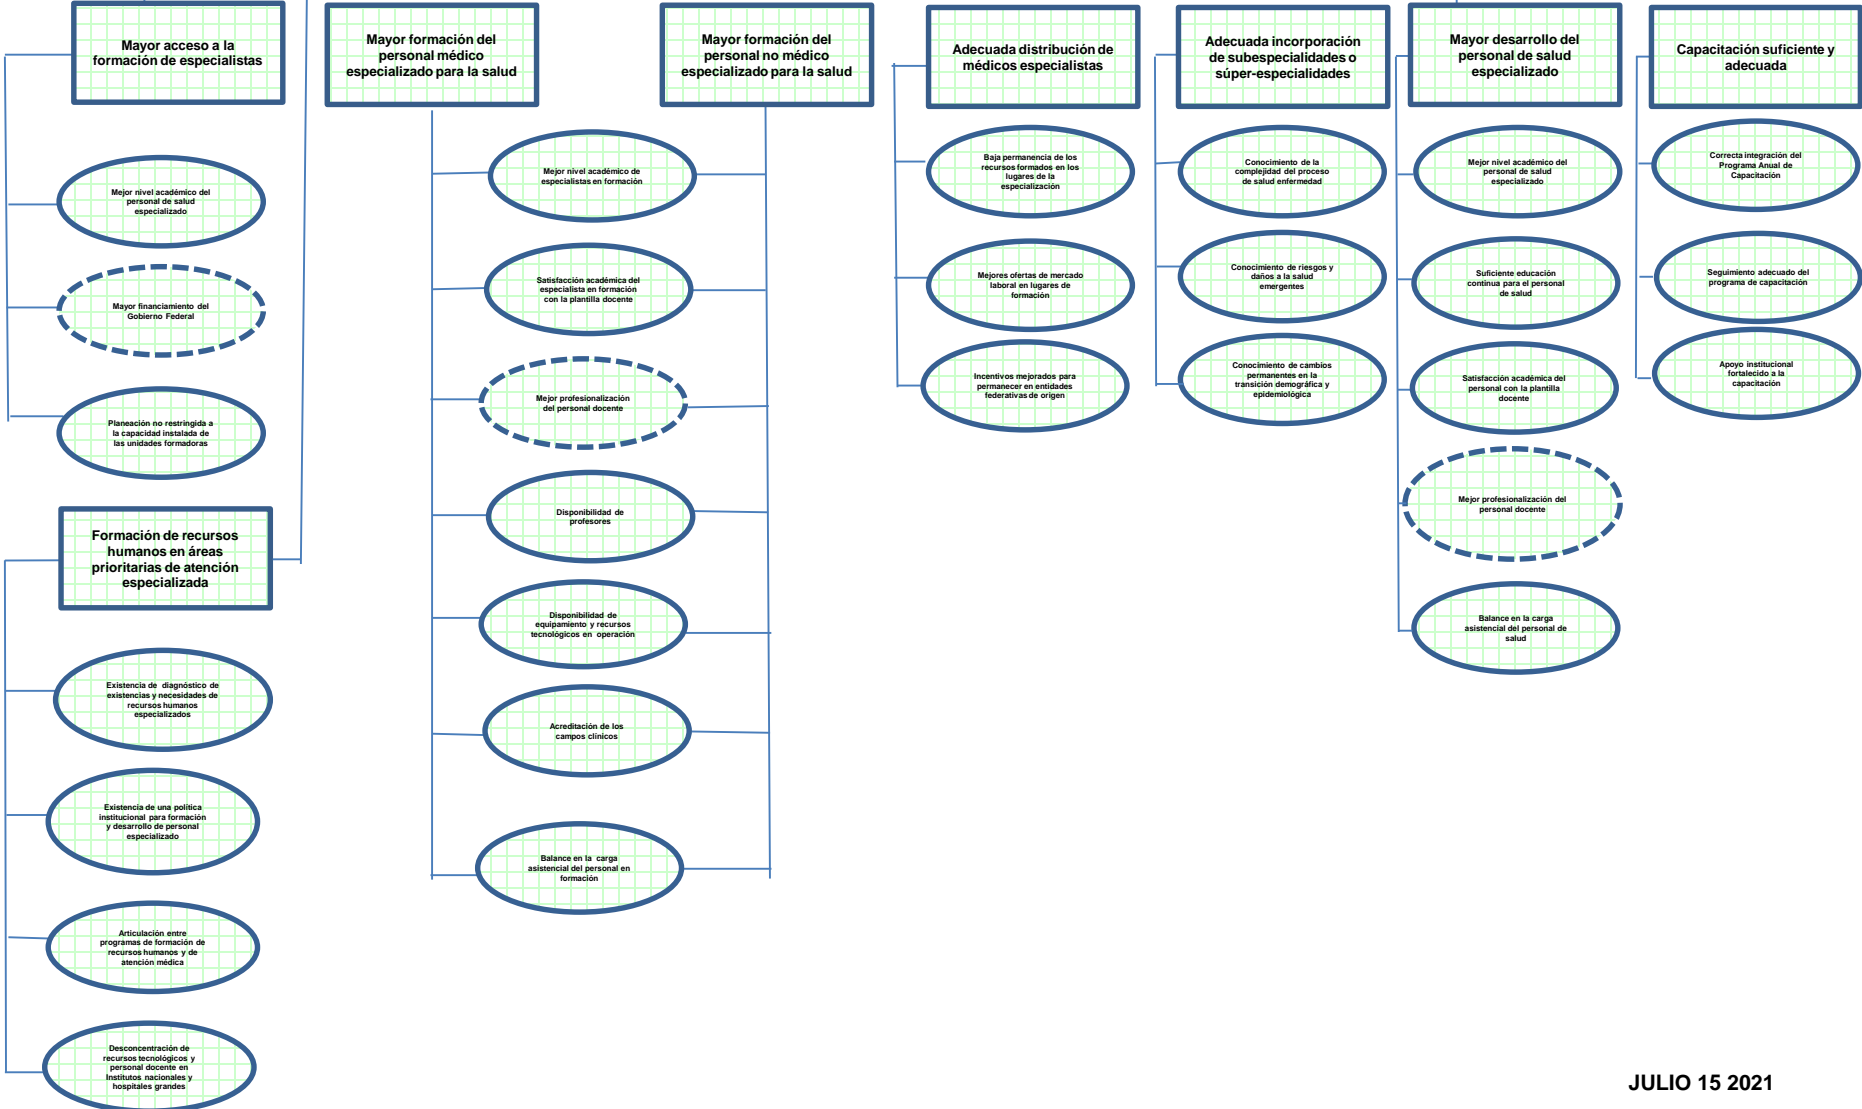 Mayor acceso a la
formación de especialistas
Mejor nivel académico del
personal de salud
especializado
Mayor financiamiento del
Gobierno Federal
Planeación no restringida a
la capacidad instalada de
las unidades formadoras
Formación de recursos
humanos en áreas
prioritarias de atención
especializada
Existencia de diagnóstico de
existencias y necesidades de
recursos humanos
especializados
Existencia de una política
institucional para formación
y desarrollo de personal
especializado
Articulación entre
programas de formación de
recursos humanos y de
atención médica
Desconcentración de
recursos tecnológicos y
personal docente en
Institutos nacionales y
hospitales grandes
Mayor formación del
personal médico
especializado para la salud
Mayor formación del
personal no médico
especializado para la salud
Mejor nivel académico de
especialistas en formación
Satisfacción académica del
especialista en formación
con la plantilla docente
Mejor profesionalización
del personal docente
Disponibilidad de
profesores
Disponibilidad de
equipamiento y recursos
tecnológicos en operación
Acreditación de los
campos clínicos
Balance en la carga
asistencial del personal en
formación
Adecuada distribución de
médicos especialistas
Baja permanencia de los
recursos formados en los
lugares de la
especialización
Mejores ofertas de mercado
laboral en lugares de
formación
Incentivos mejorados para
permanecer en entidades
federativas de origen
Adecuada incorporación
de subespecialidades o
súper-especialidades
Conocimiento de la
complejidad del proceso
de salud enfermedad
Conocimiento de riesgos y
daños a la salud
emergentes
Conocimiento de cambios
permanentes en la
transición demográfica y
epidemiológica
Mayor desarrollo del
personal de salud
especializado
Mejor nivel académico del
personal de salud
especializado
Suficiente educación
continua para el personal
de salud
Satisfacción académica del
personal con la plantilla
docente
Mejor profesionalización del
personal docente
Balance en la carga
asistencial del personal de
salud
Capacitación suficiente y
adecuada
Correcta integración del
Programa Anual de
Capacitación
Seguimiento adecuado del
programa de capacitación
Apoyo institucional
fortalecido a la
capacitación
JULIO 15 2021